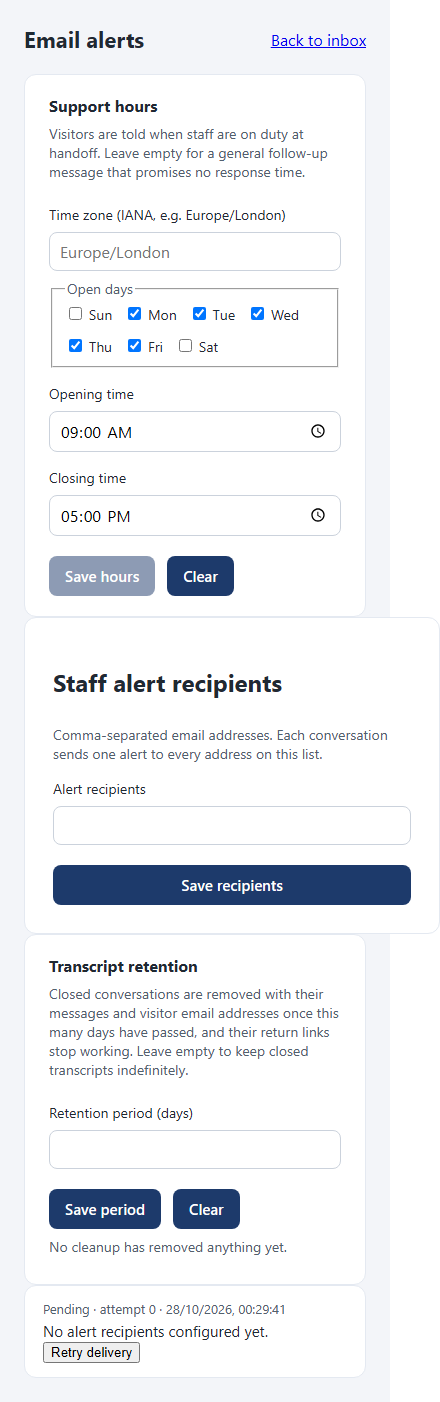 Email alerts
Back to inbox
Support hours
Visitors are told when staff are on duty at
handoff. Leave empty for a general follow-up
message that promises no response time.
Time zone (IANA, e.g. Europe/London)
Europe/London
Open days
Sun Mon Tue Wed
Thu Fri Sat
Opening time
09:00 AM
Closing time
05:00 PM
Save hours
Clear
Staff alert recipients
Comma-separated email addresses. Each conversation
sends one alert to every address on this list.
Alert recipients
Save recipients
Transcript retention
Closed conversations are removed with their
messages and visitor email addresses once this
many days have passed, and their return links
stop working. Leave empty to keep closed
transcripts indefinitely.
Retention period (days)
Save period
Clear
No cleanup has removed anything yet.
Pending · attempt 0 · 28/10/2026, 00:29:41
No alert recipients configured yet.
Retry delivery